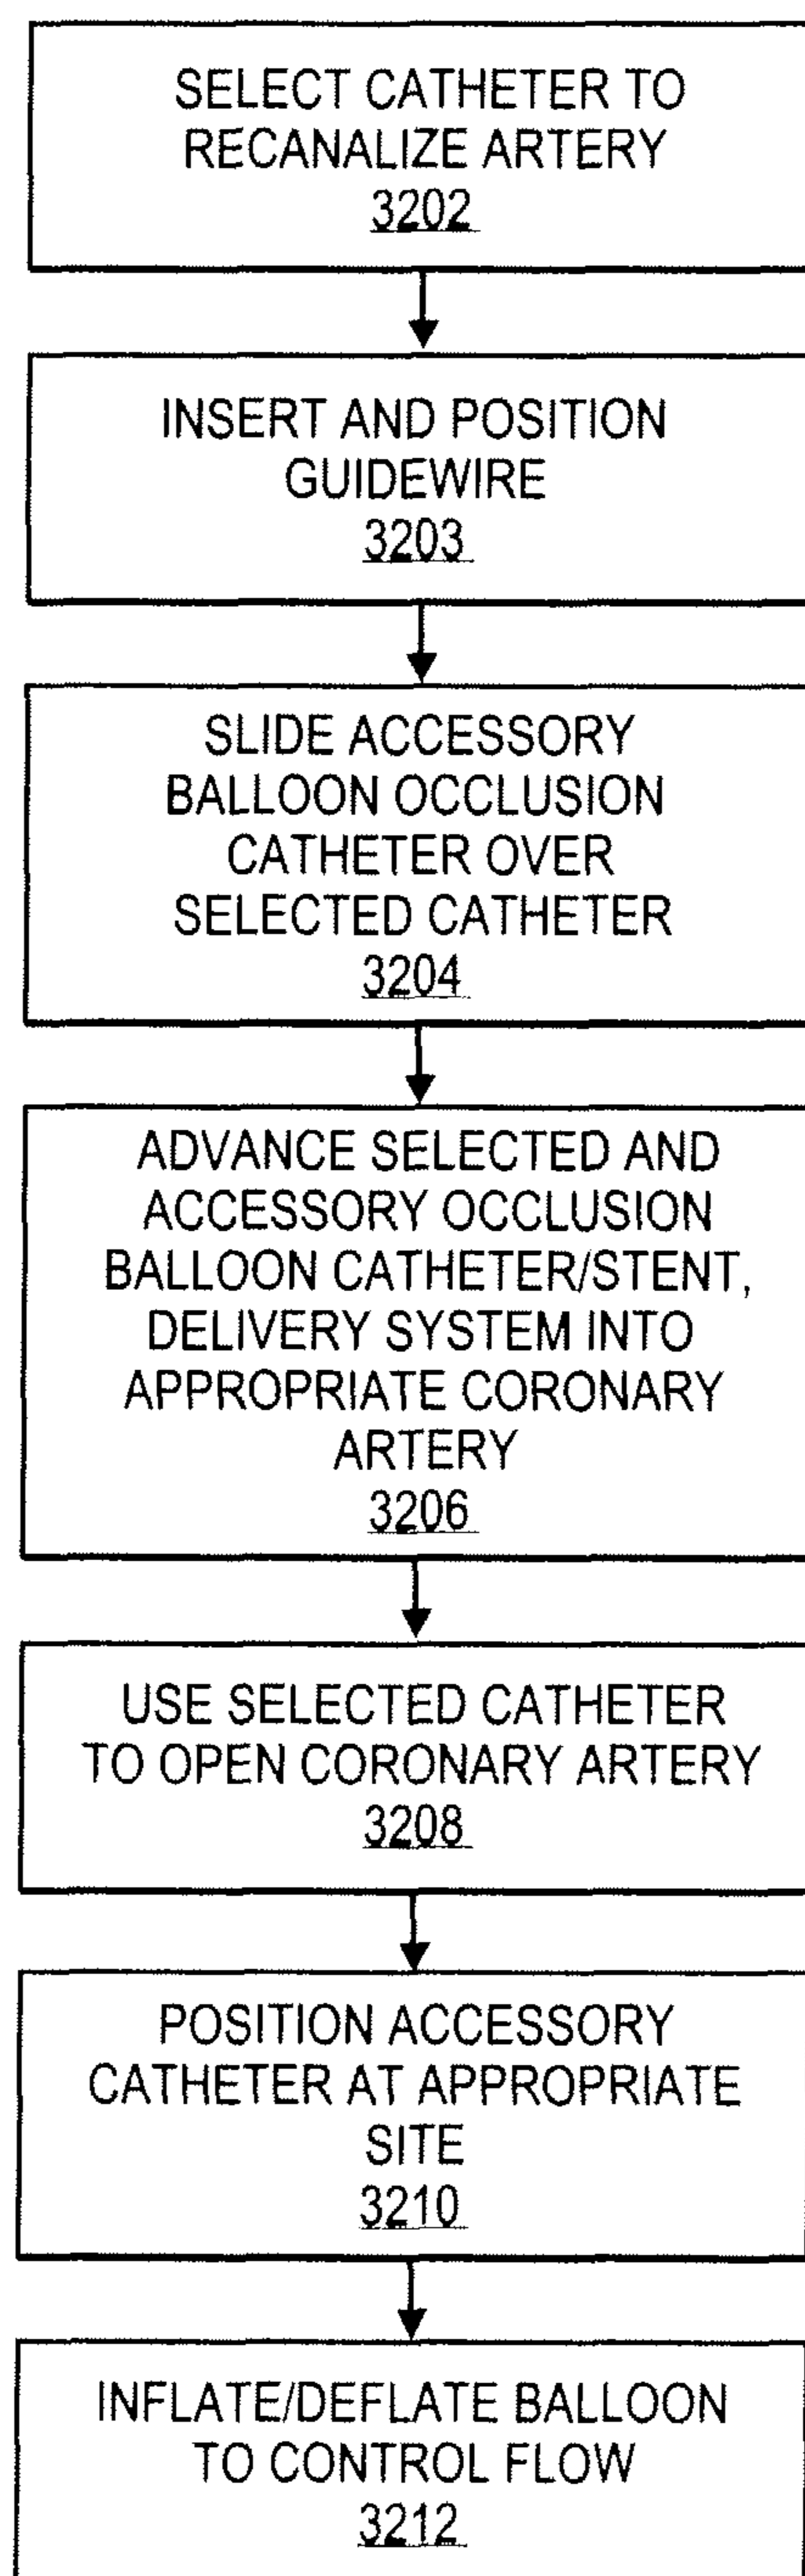 SELECT CATHETER TO
RECANALIZE ARTERY
3202
INSERT AND POSITION
GUIDEWIRE
3203
SLIDE ACCESSORY
BALLOON OCCLUSION
CATHETER OVER
SELECTED CATHETER
3204
ADVANCE SELECTED AND
ACCESSORY OCCLUSION
BALLOON CATHETER/STENT,
DELIVERY SYSTEM INTO
APPROPRIATE CORONARY
ARTERY
3206
USE SELECTED CATHETER
TO OPEN CORONARY ARTERY
3208
POSITION ACCESSORY
CATHETER AT APPROPRIATE
SITE
3210
INFLATE/DEFLATE BALLOON
TO CONTROL FLOW
3212